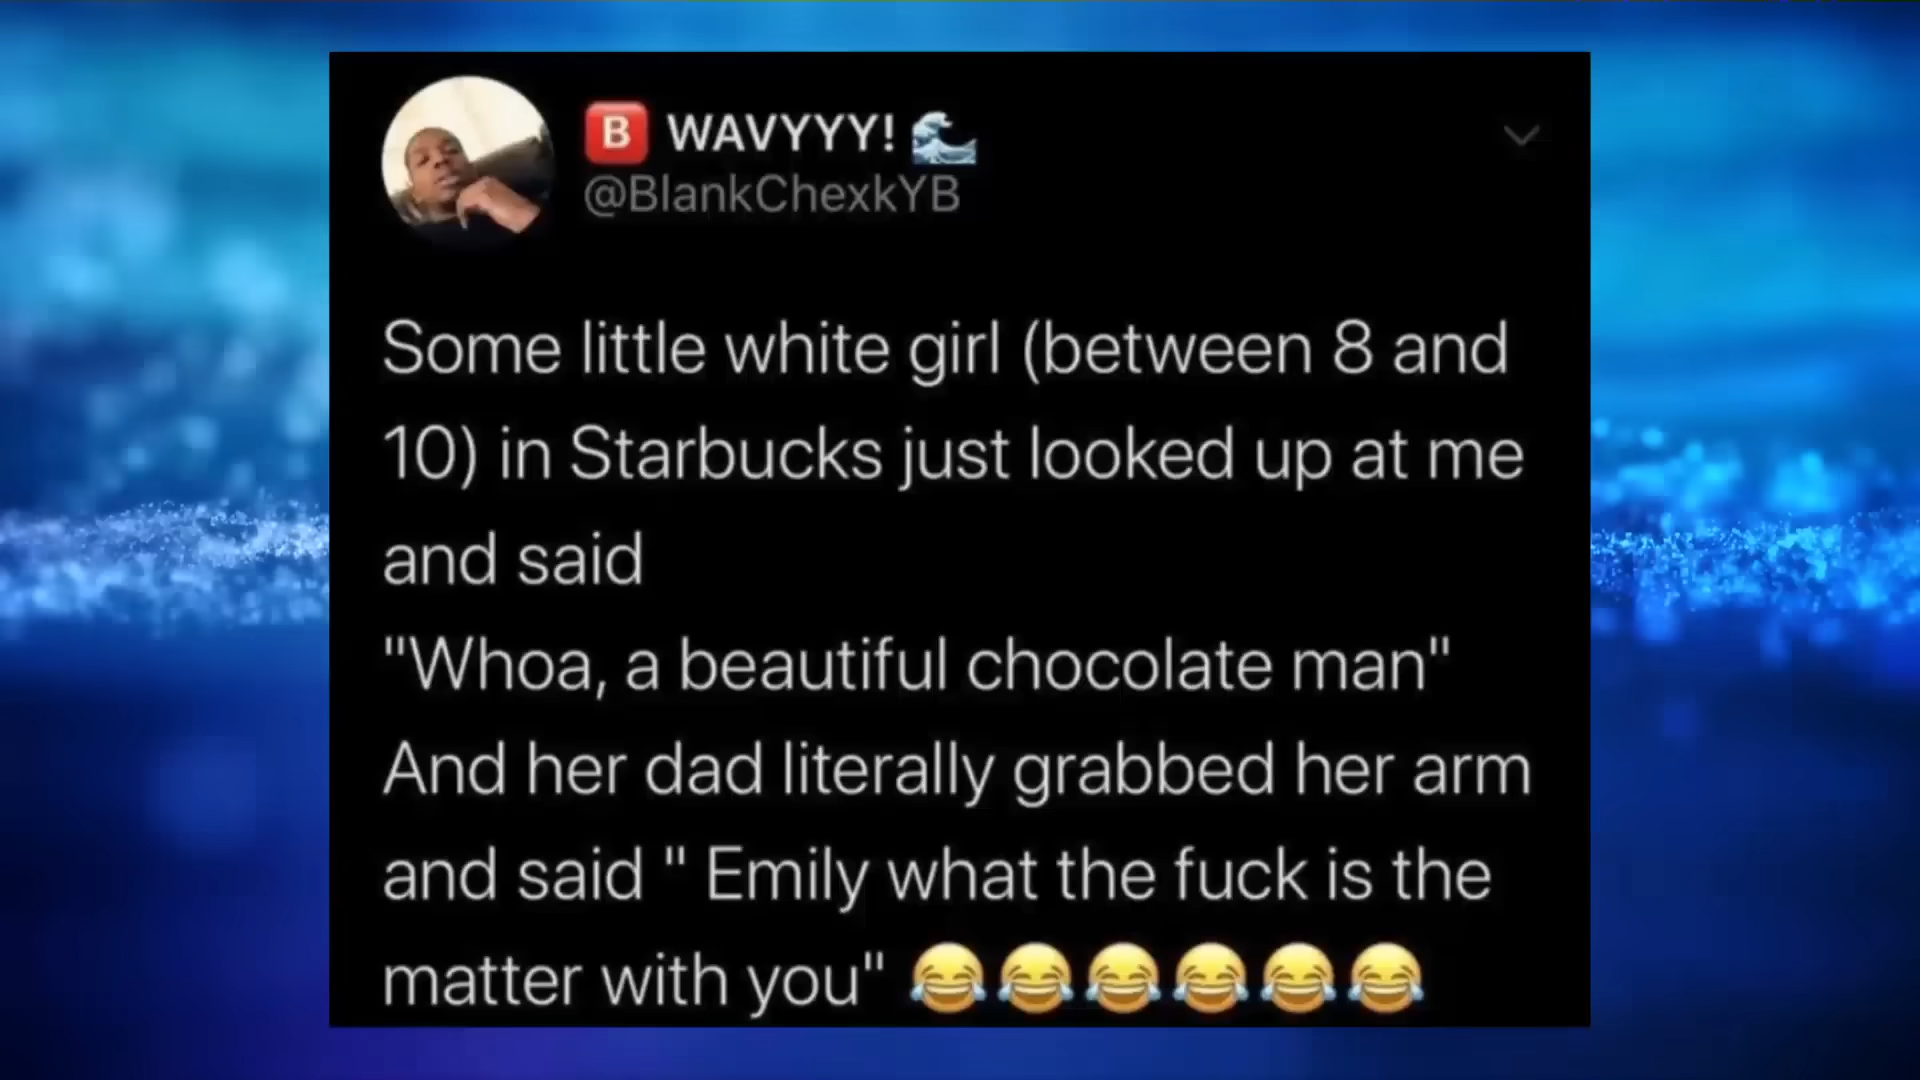 🅱 WAVYYY! 🌊
@BlankChexkYB
Some little white girl (between 8 and
10) in Starbucks just looked up at me
and said
"Whoa, a beautiful chocolate man"
And her dad literally grabbed her arm
and said " Emily what the fuck is the
matter with you" 😂😂😂😂😂😂